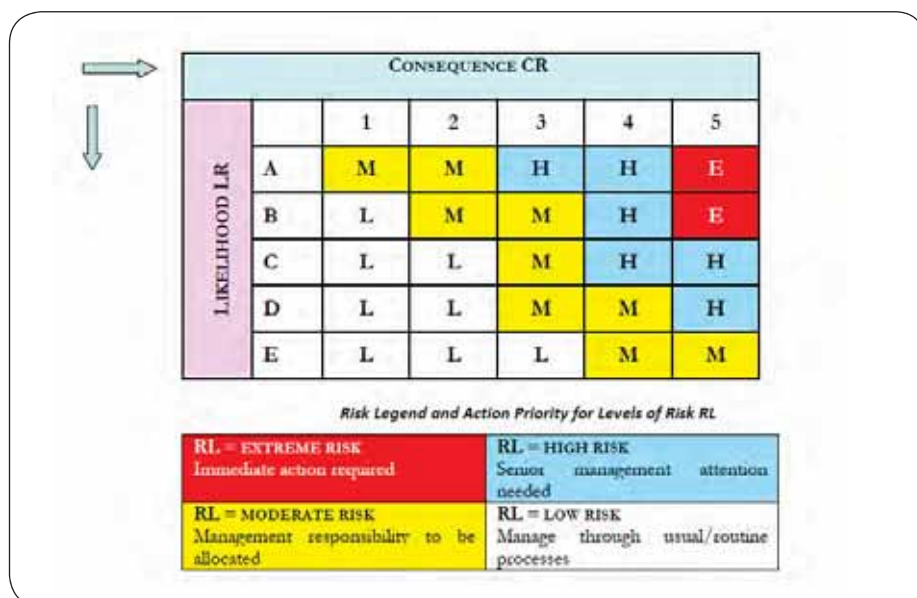 CONSEQUENCE CR
LIKELIHOOD LR
1 2 3 4 5
A M M H H E
B L M M H E
C L L M H H
D L L M M H
E L L L M M
Risk Legend and Action Priority for Levels of Risk RL
RL = EXTREME RISK
Immediate action required
RL = HIGH RISK
Senior management attention
needed
RL = MODERATE RISK
Management responsibility to be
allocated
RL = LOW RISK
Manage through usual/routine
processes